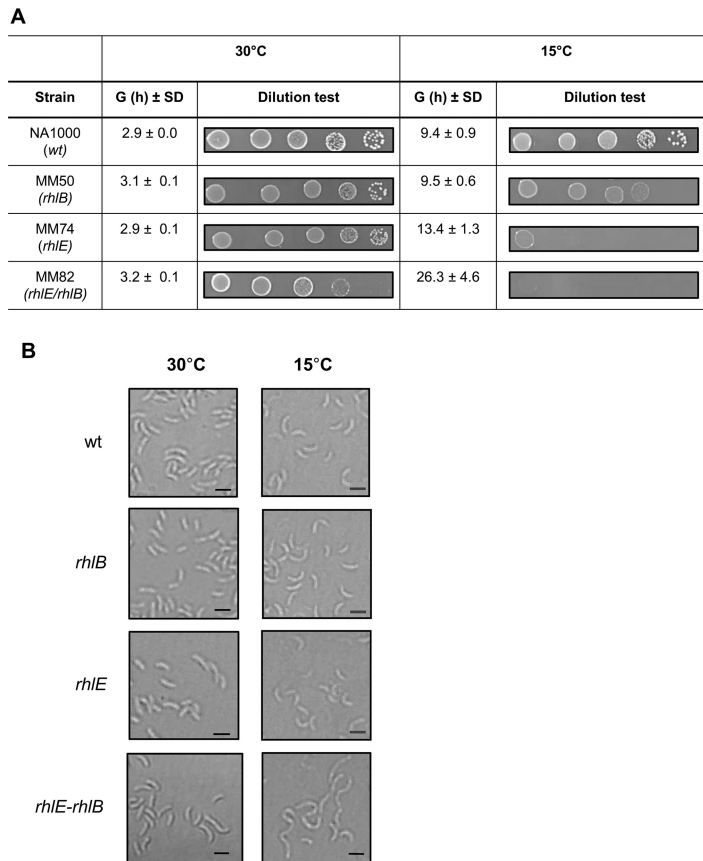 A
30°C 15°C
Strain G (h) ± SD Dilution test G (h) ± SD Dilution test
NA1000
(wt)
2.9 ± 0.0 9.4 ± 0.9
MM50
(rhlB)
3.1 ± 0.1 9.5 ± 0.6
MM74
(rhlE)
2.9 ± 0.1 13.4 ± 1.3
MM82
(rhlE/rhlB)
3.2 ± 0.1 26.3 ± 4.6
B
30°C 15°C
wt
rhlB
rhlE
rhlE-rhlB